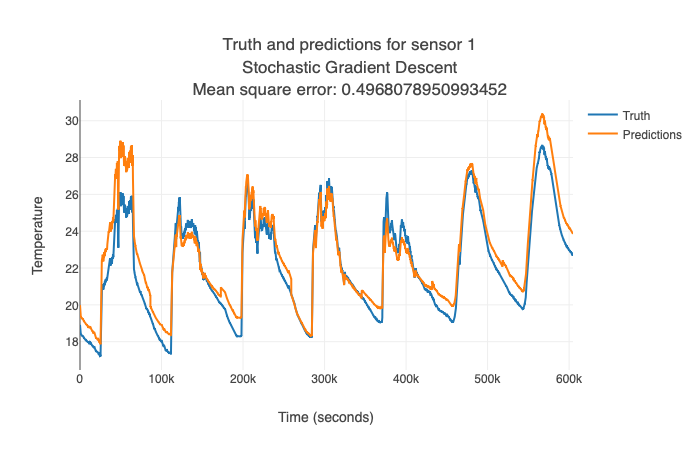 Truth and predictions for sensor 1
Stochastic Gradient Descent
Mean square error: 0.4968078950993452
Truth
Predictions
30
28
26
24
22
20
18
Temperature
0
100k
200k
300k
400k
500k
600k
Time (seconds)